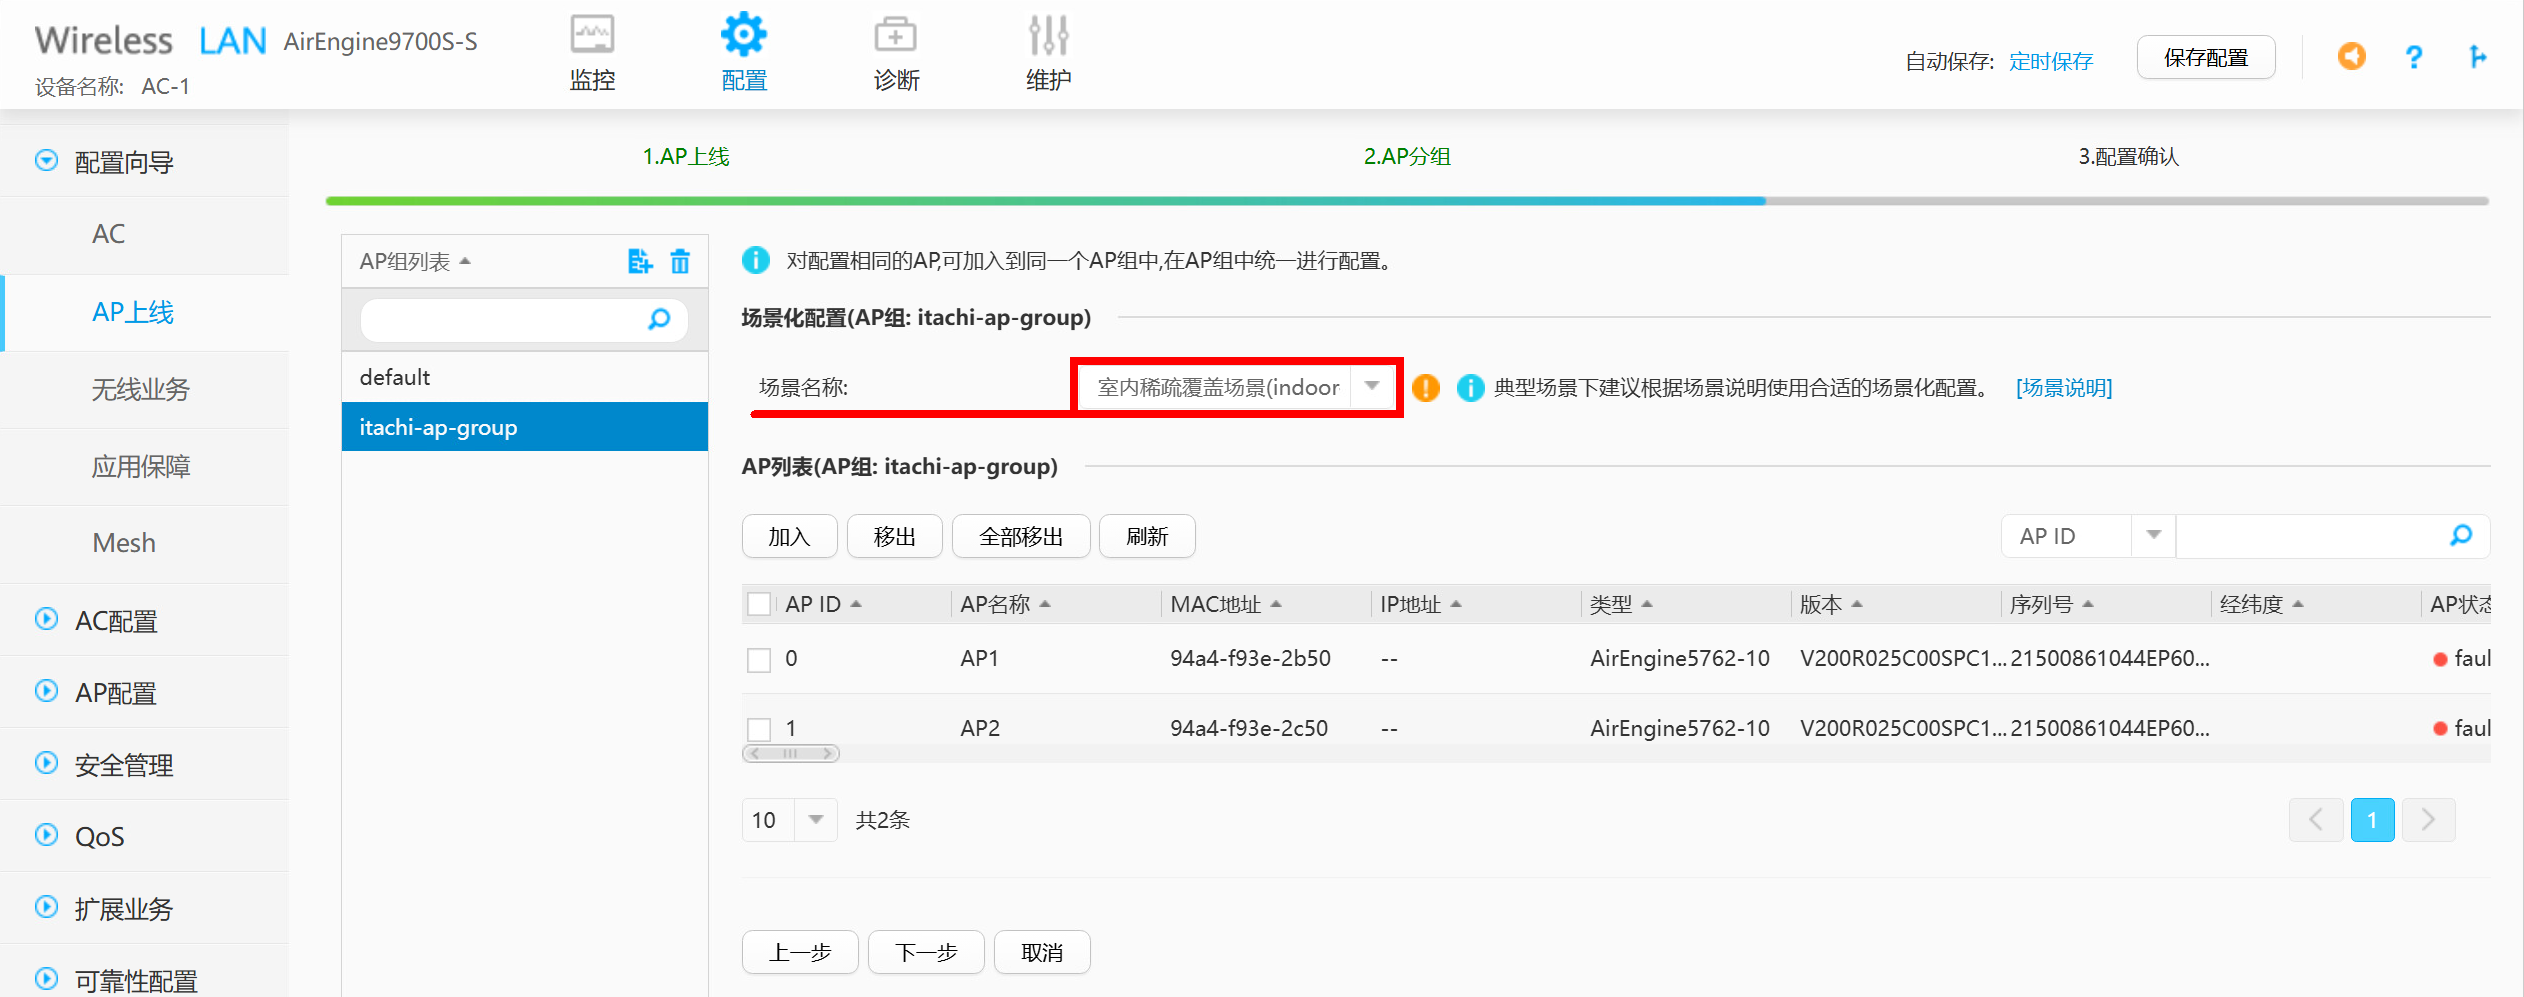 Wireless LAN AirEngine9700S-S
设备名称: AC-1
监控
配置
诊断
维护
自动保存: 定时保存
保存配置
配置向导
AC
AP上线
无线业务
应用保障
Mesh
AC配置
AP配置
安全管理
QoS
扩展业务
可靠性配置
1.AP上线
2.AP分组
3.配置确认
AP组列表
default
itachi-ap-group
对配置相同的AP,可加入到同一个AP组中,在AP组中统一进行配置。
场景化配置(AP组: itachi-ap-group)
场景名称:
室内稀疏覆盖场景(indoor
典型场景下建议根据场景说明使用合适的场景化配置。 [场景说明]
AP列表(AP组: itachi-ap-group)
加入 移出 全部移出 刷新
AP ID
AP ID AP名称 MAC地址 IP地址 类型 版本 序列号 经纬度 AP状态
0 AP1 94a4-f93e-2b50 -- AirEngine5762-10 V200R025C00SPC1... 21500861044EP60... faul
1 AP2 94a4-f93e-2c50 -- AirEngine5762-10 V200R025C00SPC1... 21500861044EP60... faul
10 共2条
1
上一步 下一步 取消